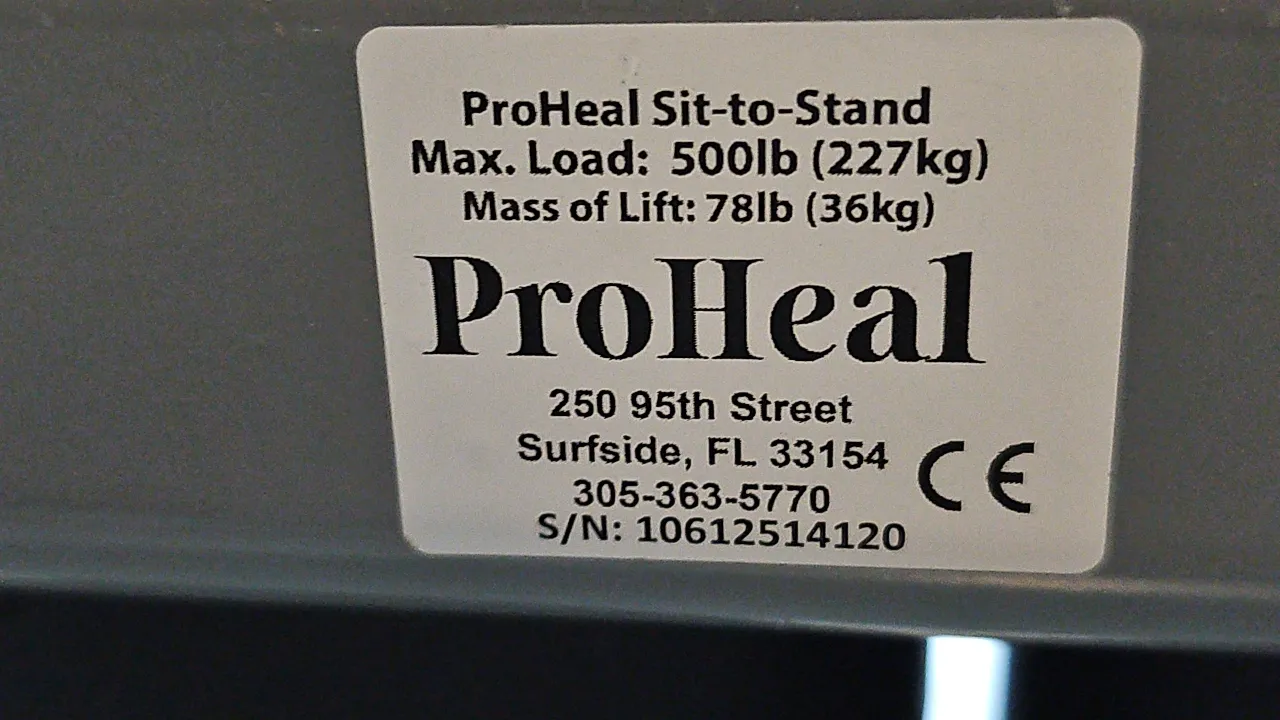 ProHeal Sit-to-Stand
Max. Load: 500lb (227kg)
Mass of Lift: 78lb (36kg)
ProHeal
250 95th Street
Surfside, FL 33154
CE
305-363-5770
S/N: 10612514120